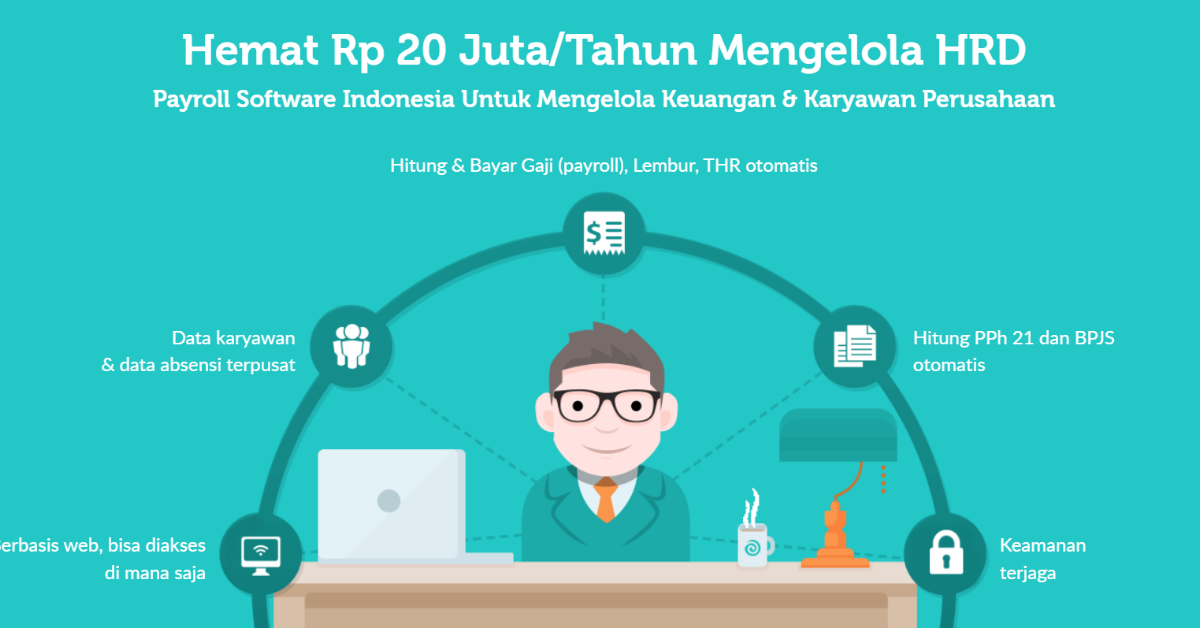 Hemat Rp 20 Juta/Tahun Mengelola HRD
Payroll Software Indonesia Untuk Mengelola Keuangan & Karyawan Perusahaan
Hitung & Bayar Gaji (payroll), Lembur, THR otomatis
Data karyawan
& data absensi terpusat
Hitung PPh 21 dan BPJS
otomatis
erbasis web, bisa diakses
di mana saja
Keamanan
terjaga